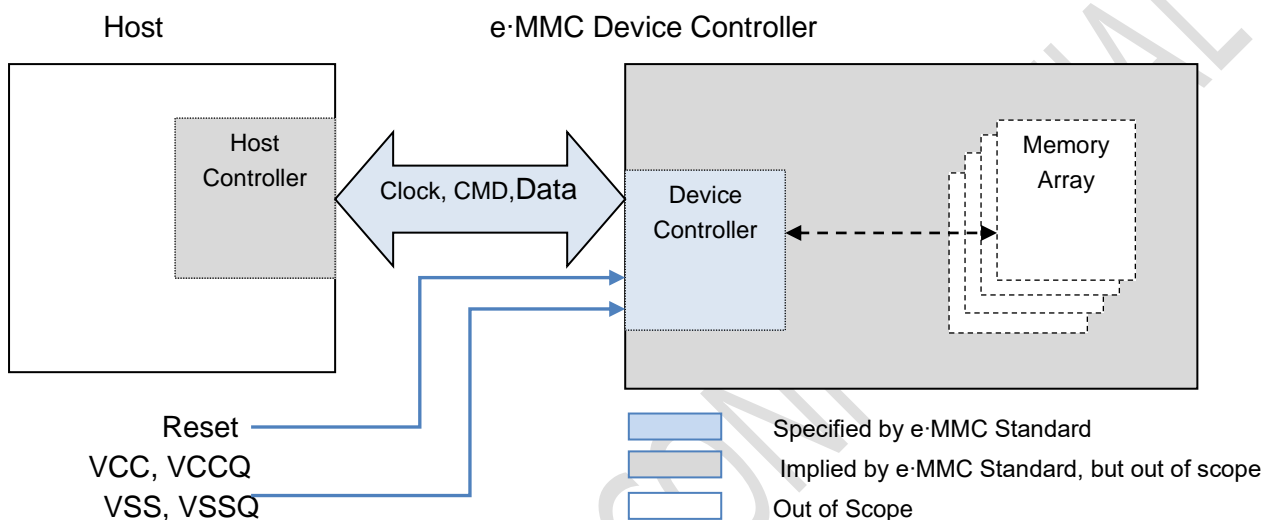 Host
e·MMC Device Controller
Host
Controller
Clock, CMD,Data
Device
Controller
Memory
Array
Reset
VCC, VCCQ
VSS, VSSQ
Specified by e·MMC Standard
Implied by e·MMC Standard, but out of scope
Out of Scope